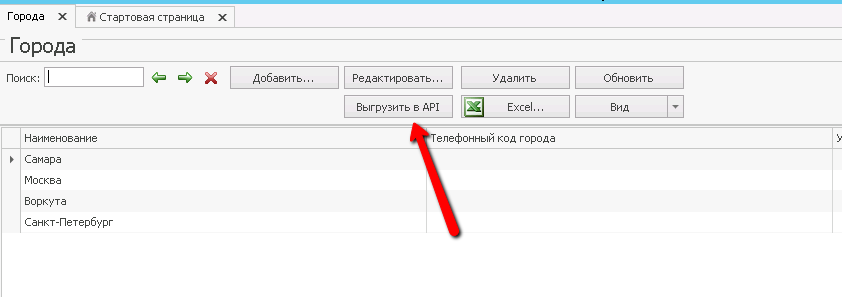 Города
Стартовая страница
Города
Поиск:
Добавить...
Редактировать...
Удалить
Обновить
Выгрузить в API
Excel...
Вид
Наименование
Телефонный код города
Самара
Москва
Воркута
Санкт-Петербург